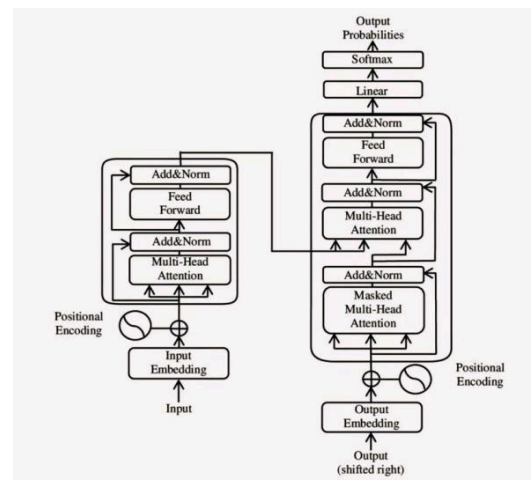 Output
Probabilities
Softmax
Linear
Add&Norm
Feed
Forward
Add&Norm
Multi-Head
Attention
Add&Norm
Masked
Multi-Head
Attention
Positional
Encoding
Output
Embedding
Output
(shifted right)
Add&Norm
Feed
Forward
Add&Norm
Multi-Head
Attention
Positional
Encoding
Input
Embedding
Input